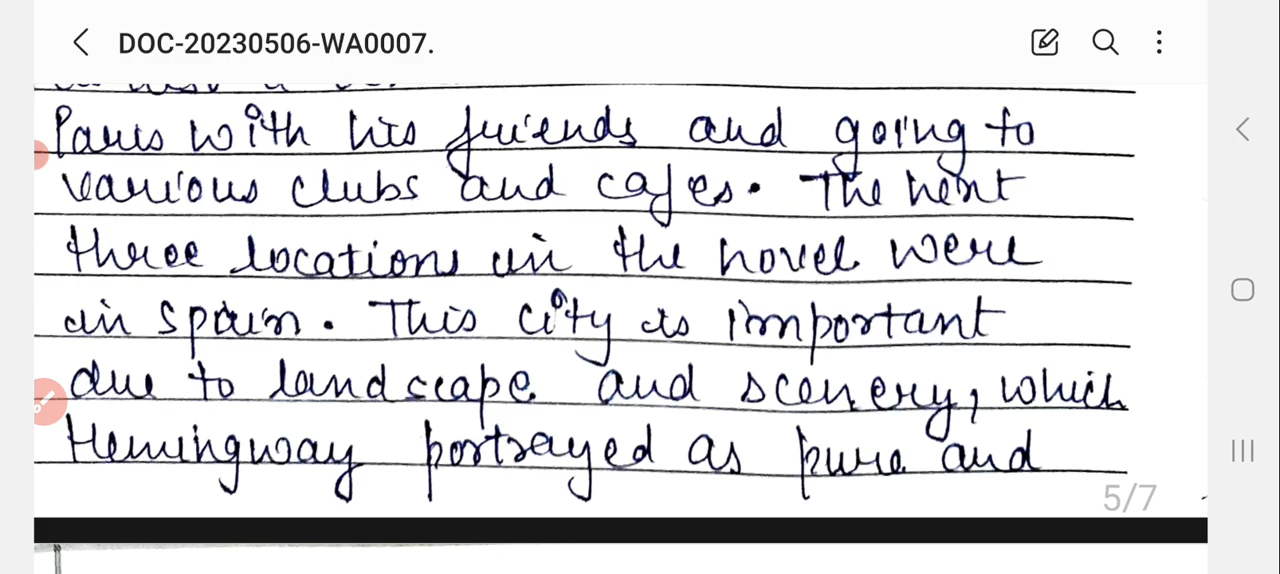 DOC-20230506-WA0007.
Paris with his friends and going to
various clubs and cafes. The next
three locations in the novel were
in Spain. This city is important
due to landscape and scenery, which
Hemingway portrayed as pure and
5/7